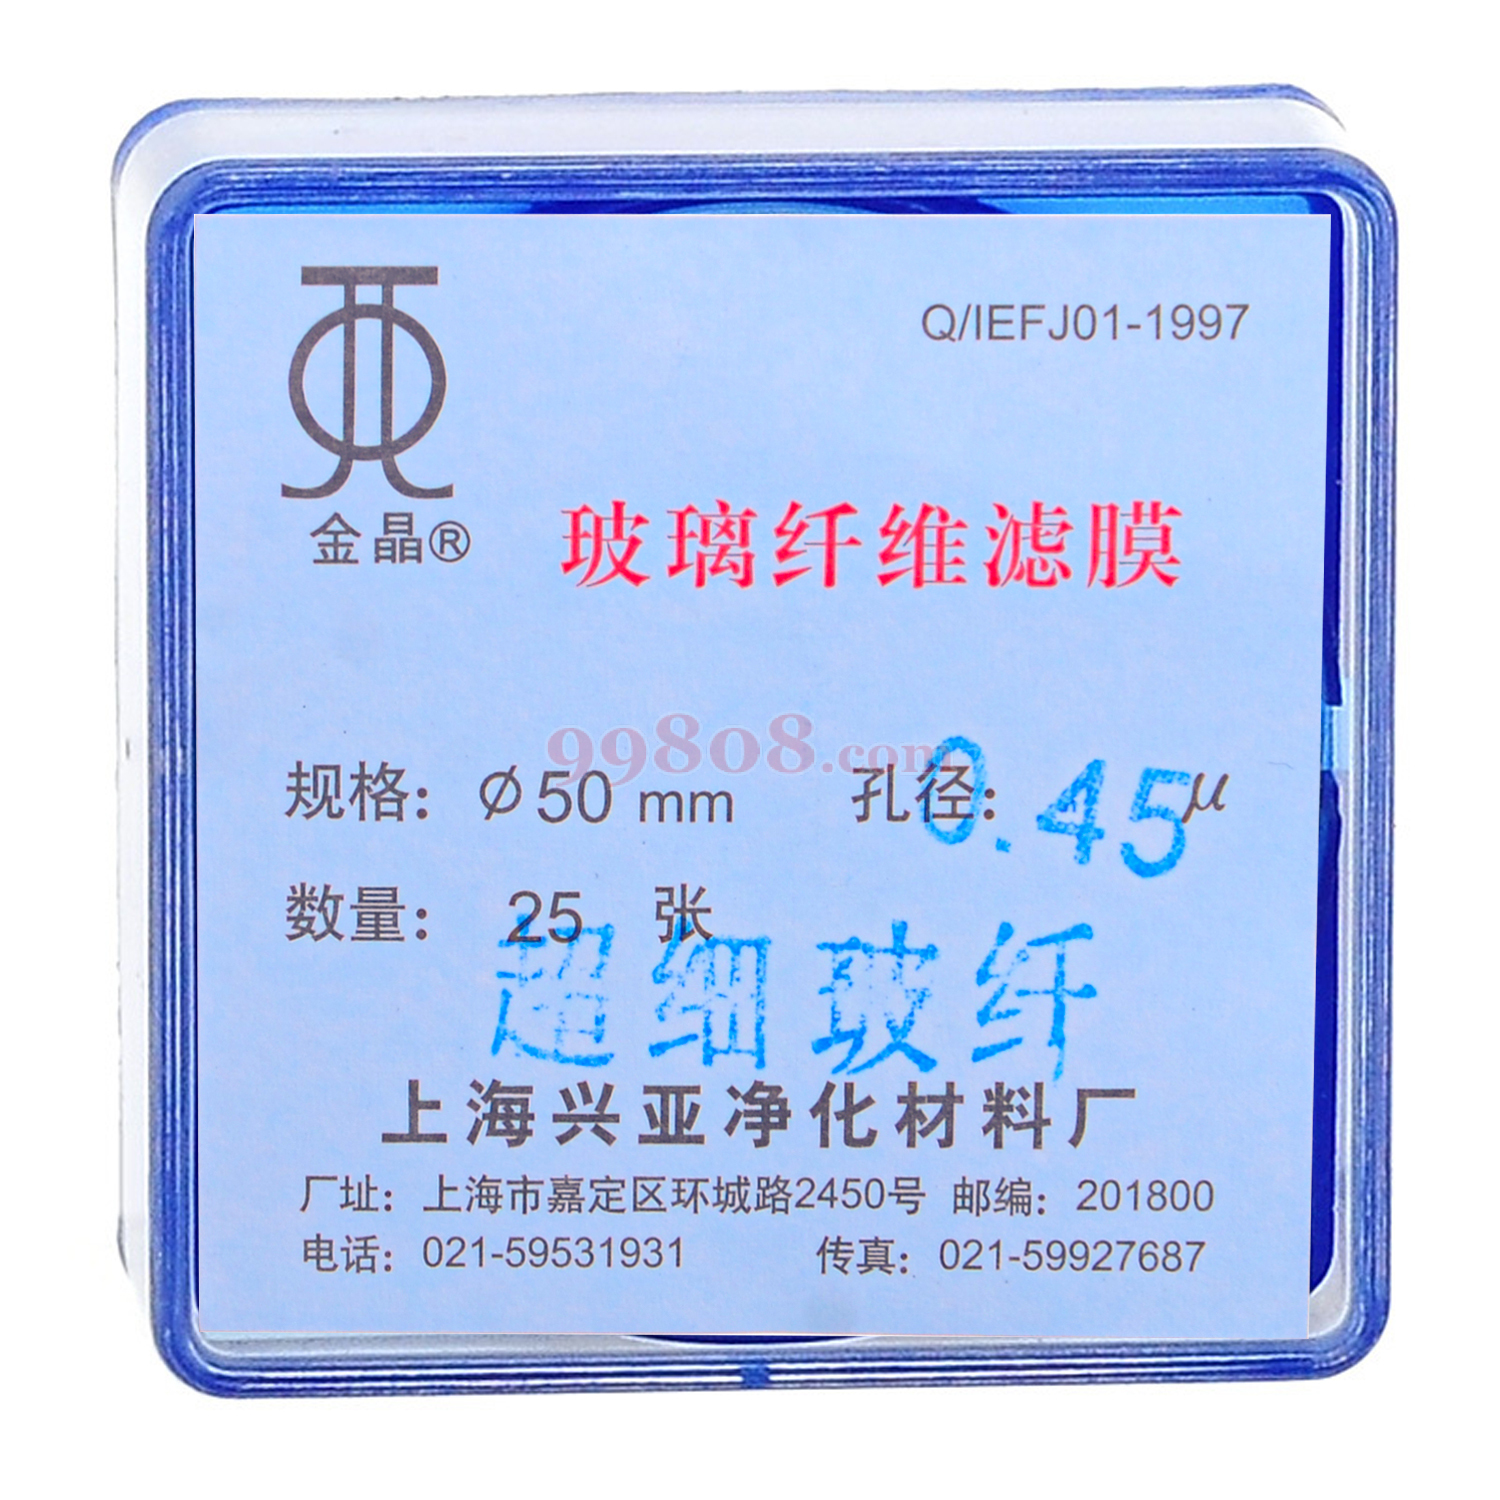 Q/IEFJ01-1997
金晶®
玻璃纤维滤膜
99808.com
规格: Ø50 mm 孔径: 0.45μ
数量: 25 张
超细玻纤
上海兴亚净化材料厂
厂址: 上海市嘉定区环城路2450号 邮编: 201800
电话: 021-59531931 传真: 021-59927687